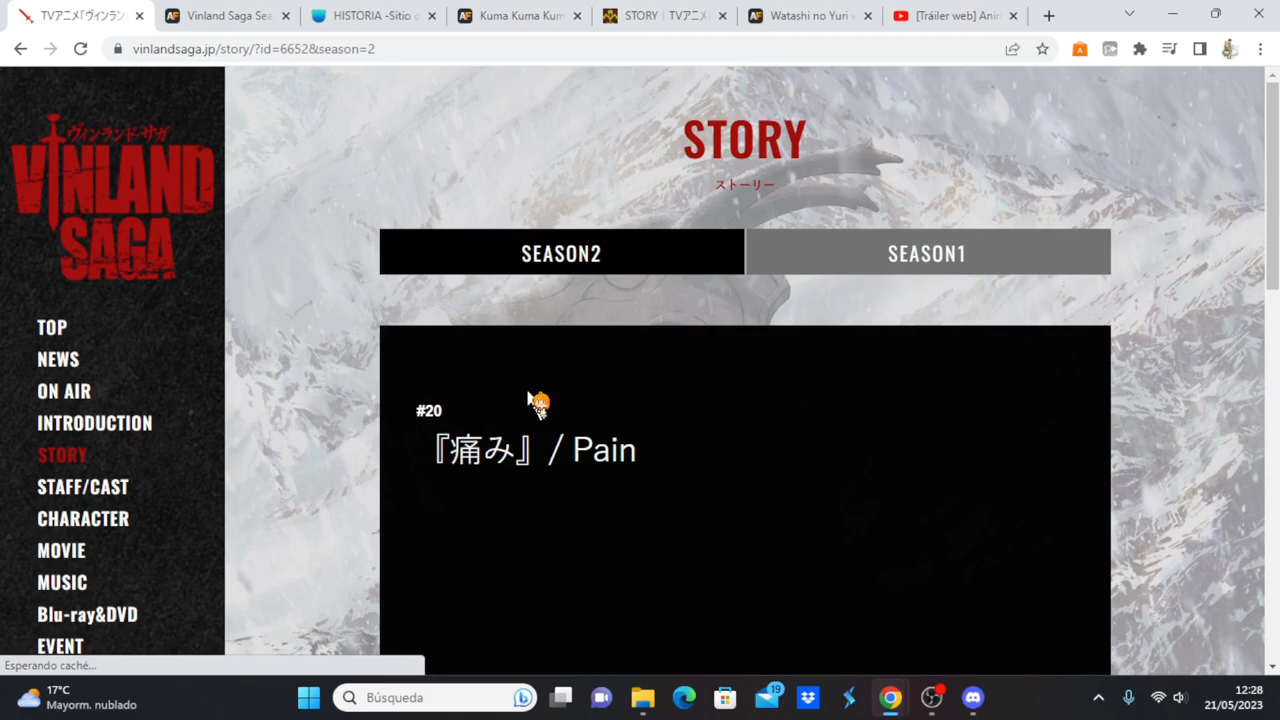 TVアニメ「ヴィンラン
Vinland Saga Sea
HISTORIA -Sitio o
Kuma Kuma Kum
STORY | TVアニメ
Watashi no Yuri w
[Tráiler web] Anim
vinlandsaga.jp/story/?id=6652&season=2
ヴィンランド・サガ
VINLAND
SAGA
TOP
NEWS
ON AIR
INTRODUCTION
STORY
STAFF/CAST
CHARACTER
MOVIE
MUSIC
Blu-ray&DVD
EVENT
STORY
ストーリー
SEASON2
SEASON1
#20
『痛み』/ Pain
Esperando caché...
17°C
Mayorm. nublado
Búsqueda
19
12:28
21/05/2023